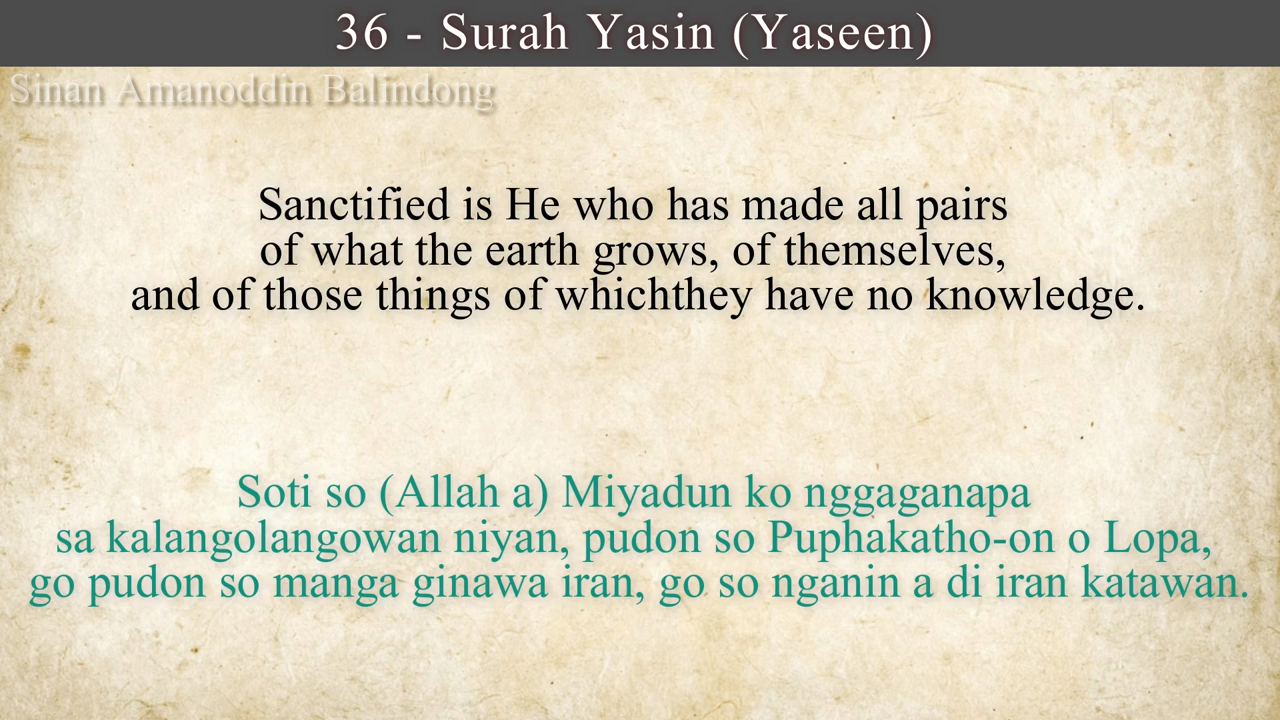 36 - Surah Yasin (Yaseen)
Sinan Amanoddin Balindong
Sanctified is He who has made all pairs
of what the earth grows, of themselves,
and of those things of whichthey have no knowledge.
Soti so (Allah a) Miyadun ko nggaganapa
sa kalangolangowan niyan, pudon so Puphakatho-on o Lopa,
go pudon so manga ginawa iran, go so nganin a di iran katawan.